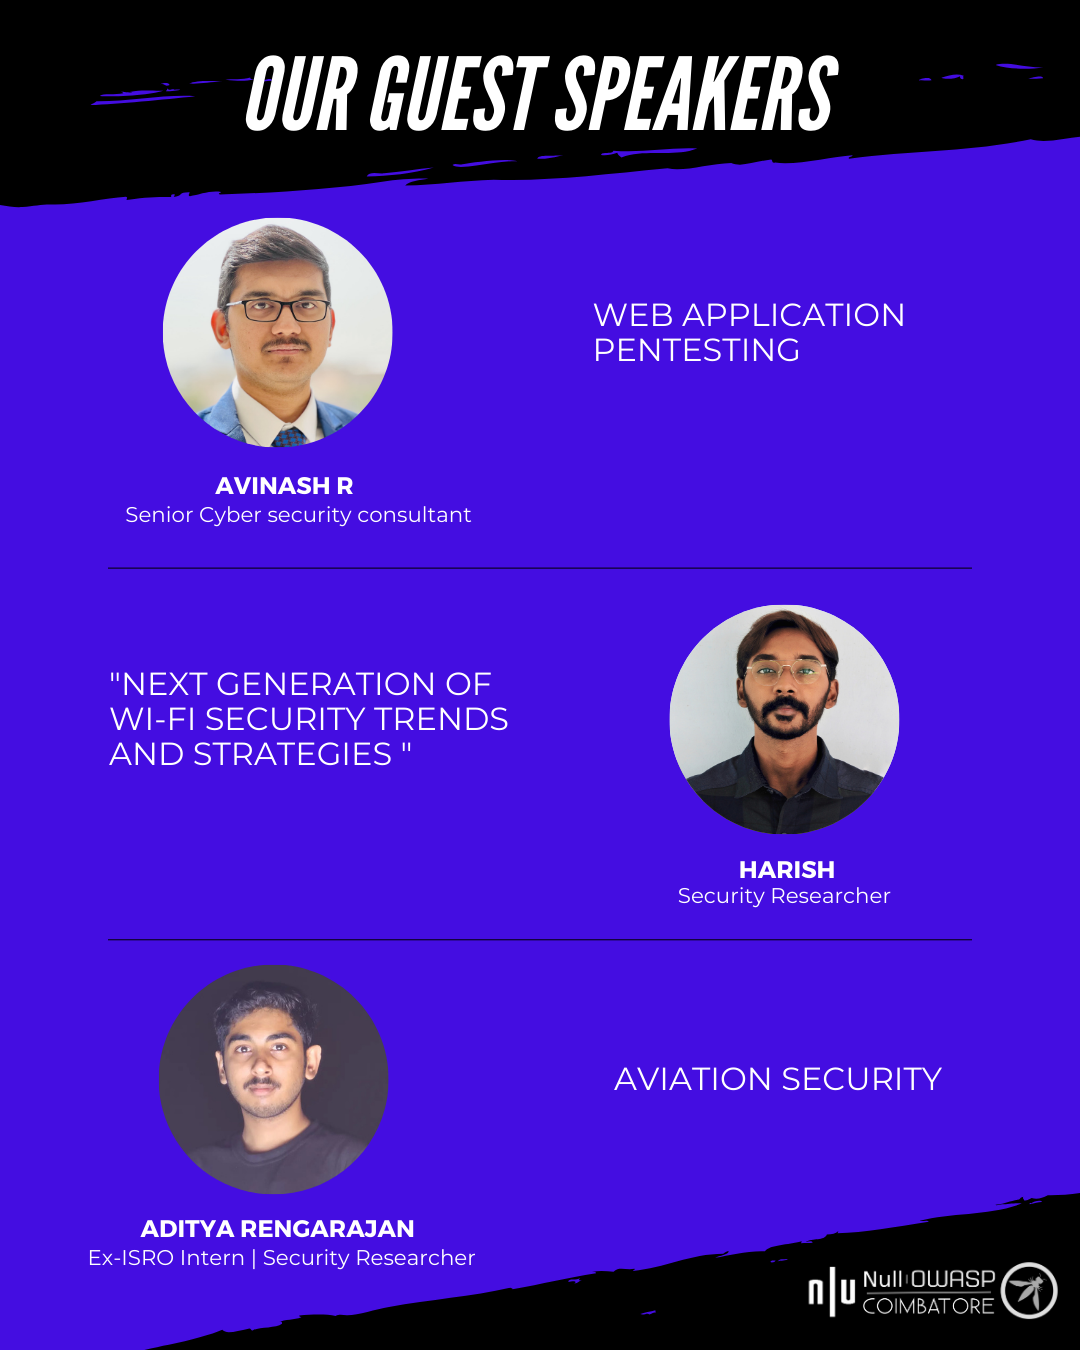 OUR GUEST SPEAKERS
WEB APPLICATION
PENTESTING
AVINASH R
Senior Cyber security consultant
"NEXT GENERATION OF
WI-FI SECURITY TRENDS
AND STRATEGIES "
HARISH
Security Researcher
AVIATION SECURITY
ADITYA RENGARAJAN
Ex-ISRO Intern | Security Researcher
n|u Null OWASP
COIMBATORE